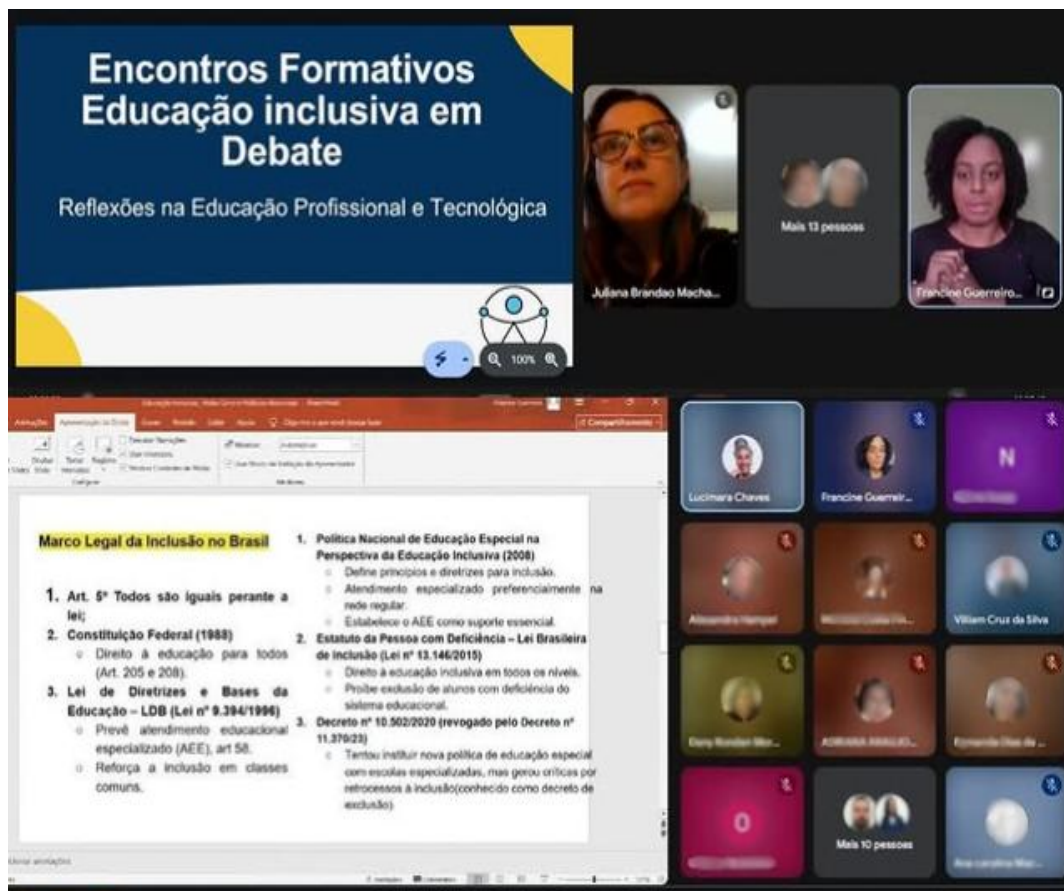 Encontros Formativos
Educação inclusiva em
Debate
Reflexões na Educação Profissional e Tecnológica
100%
Juliana Brandao Macha...
Mais 13 pessoas
Francine Guerreiro...
Compartilhamento
Marco Legal da Inclusão no Brasil
1. Art. 5º Todos são iguais perante a
lei;
2. Constituição Federal (1988)
Direito à educação para todos
(Art. 205 e 208).
3. Lei de Diretrizes e Bases da
Educação – LDB (Lei nº 9.394/1996)
Prevê atendimento educacional
especializado (AEE), art 58.
Reforça a inclusão em classes
comuns.
1. Política Nacional de Educação Especial na
Perspectiva da Educação Inclusiva (2008)
Define princípios e diretrizes para inclusão.
Atendimento especializado preferencialmente na
rede regular.
Estabelece o AEE como suporte essencial.
2. Estatuto da Pessoa com Deficiência – Lei Brasileira
de Inclusão (Lei nº 13.146/2015)
Direito à educação inclusiva em todos os níveis.
Proíbe exclusão de alunos com deficiência do
sistema educacional.
3. Decreto nº 10.502/2020 (revogado pelo Decreto nº
11.370/23)
Tentou instituir nova política de educação especial
com escolas especializadas, mas gerou críticas por
retrocessos à inclusão(conhecido como decreto de
exclusão)
Lucimara Chaves
Francine Guerreir...
N
William Cruz da Silva
O
Mais 10 pessoas